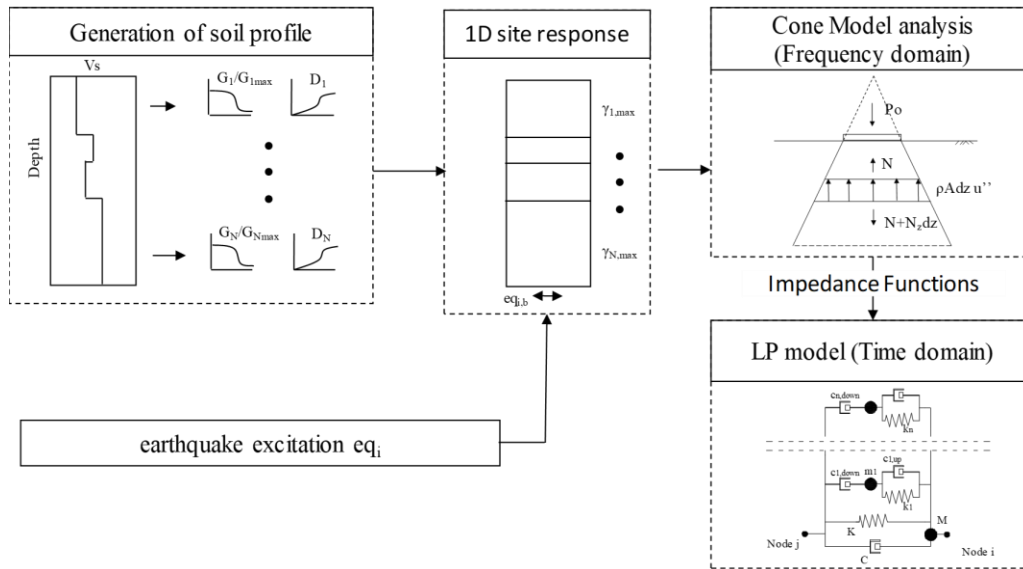 Generation of soil profile
Vs
Depth
G1/G1max
D1
GN/GNmax
DN
1D site response
γ1,max
γN,max
eqi,b
Cone Model analysis
(Frequency domain)
Po
N
ρAdz u’’
N+Nzdz
Impedance Functions
LP model (Time domain)
cn,down
kn
c1,down
m1
c1,up
k1
K
M
Node j
C
Node i
earthquake excitation eqi